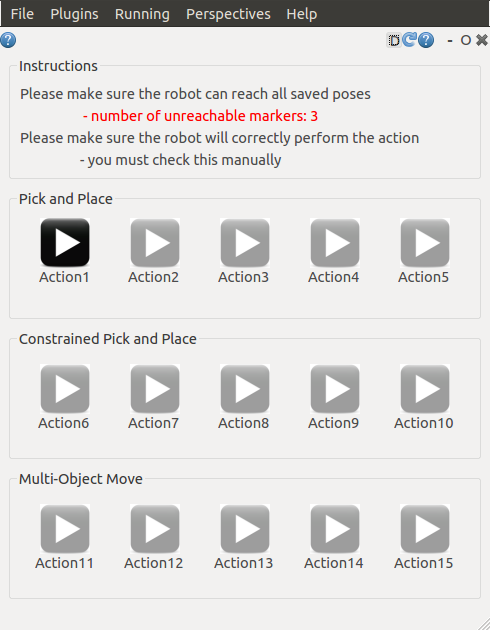 File Plugins Running Perspectives Help
? D ? - O ✖
Instructions
Please make sure the robot can reach all saved poses
- number of unreachable markers: 3
Please make sure the robot will correctly perform the action
- you must check this manually
Pick and Place
Action1 Action2 Action3 Action4 Action5
Constrained Pick and Place
Action6 Action7 Action8 Action9 Action10
Multi-Object Move
Action11 Action12 Action13 Action14 Action15